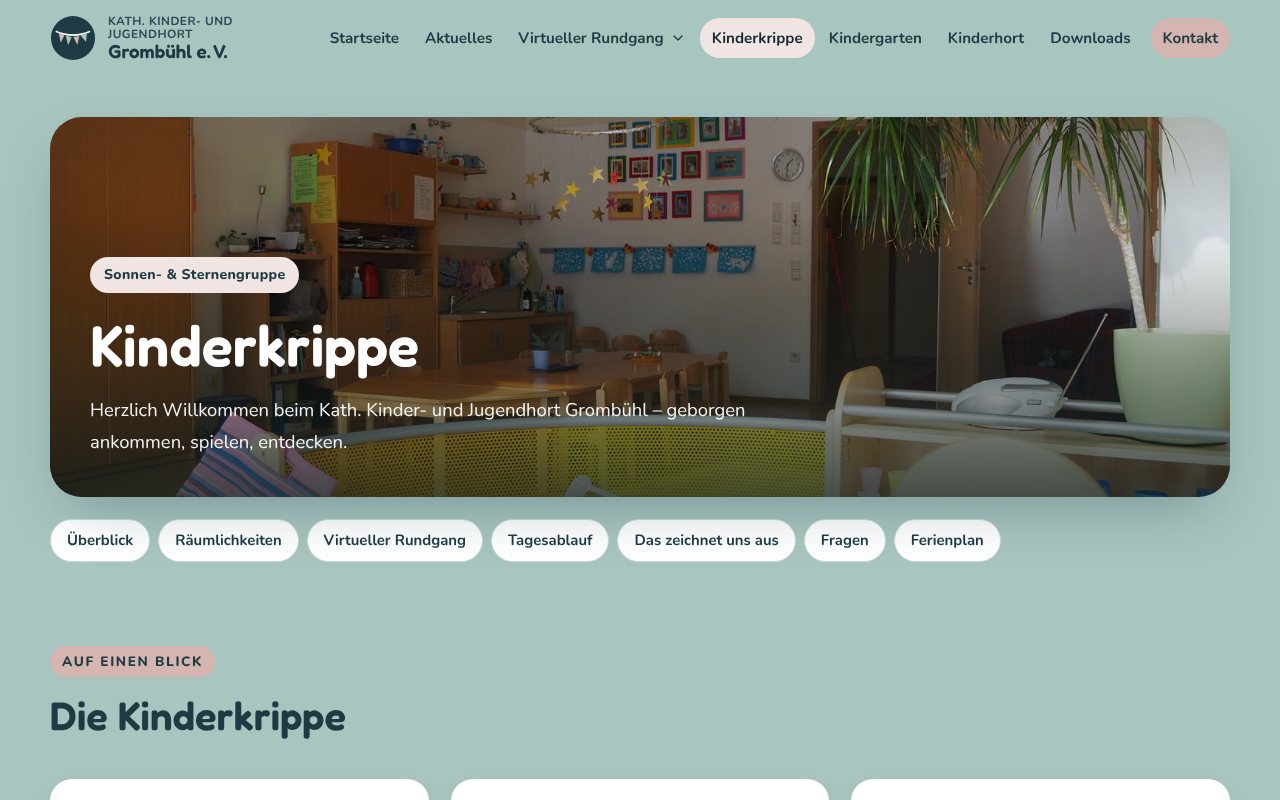 KATH. KINDER- UND
JUGENDHORT
Grombühl e. V.
Startseite
Aktuelles
Virtueller Rundgang
Kinderkrippe
Kindergarten
Kinderhort
Downloads
Kontakt
Sonnen- & Sternengruppe
Kinderkrippe
Herzlich Willkommen beim Kath. Kinder- und Jugendhort Grombühl – geborgen
ankommen, spielen, entdecken.
Überblick
Räumlichkeiten
Virtueller Rundgang
Tagesablauf
Das zeichnet uns aus
Fragen
Ferienplan
AUF EINEN BLICK
Die Kinderkrippe